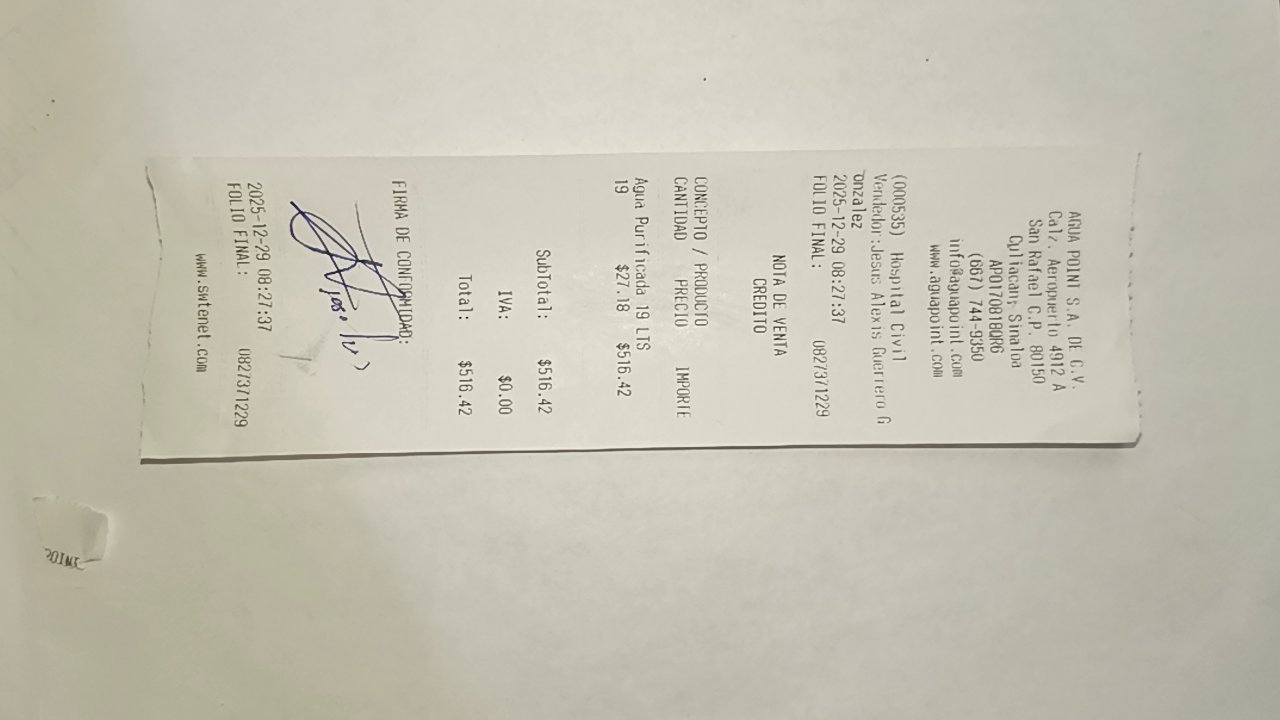 AGUA POINT S.A. DE C.V.
Calz. Aeropuerto 4912 A
San Rafael C.P. 80150
Culiacan, Sinaloa
APO170818QR6
(667) 744-9350
info@aguapoint.com
www.aguapoint.com
(000535) Hospital Civil
Vendedor:Jesus Alexis Guerrero G
onzalez
2025-12-29 08:27:37
FOLIO FINAL: 0827371229
NOTA DE VENTA
CREDITO
CONCEPTO / PRODUCTO
CANTIDAD PRECIO IMPORTE
Agua Purificada 19 LTS
19 $27.18 $516.42
SubTotal: $516.42
IVA: $0.00
Total: $516.42
FIRMA DE CONFORMIDAD:
2025-12-29 08:27:37
FOLIO FINAL: 0827371229
www.swtenet.com